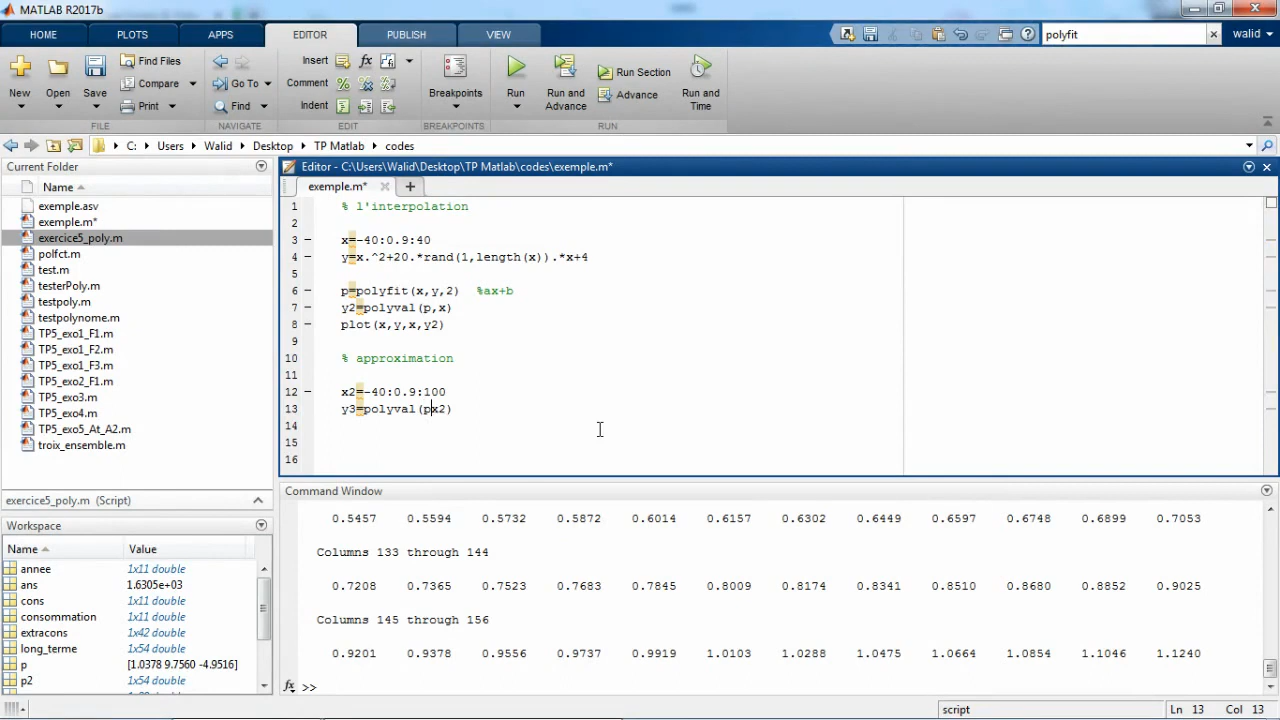 MATLAB R2017b
HOME PLOTS APPS EDITOR PUBLISH VIEW polyfit walid
New Open Save Find Files Compare Print Go To Find Insert Comment Indent Breakpoints Run Run and Advance Run Section Advance Run and Time
FILE NAVIGATE EDIT BREAKPOINTS RUN
C: Users Walid Desktop TP Matlab codes
Current Folder
Name
exemple.asv
exemple.m*
exercice5_poly.m
polfct.m
test.m
testerPoly.m
testpoly.m
testpolynome.m
TP5_exo1_F1.m
TP5_exo1_F2.m
TP5_exo1_F3.m
TP5_exo2_F1.m
TP5_exo3.m
TP5_exo4.m
TP5_exo5_At_A2.m
troix_ensemble.m
exercice5_poly.m (Script)
Workspace
Name Value
annee 1x11 double
ans 1.6305e+03
cons 1x11 double
consommation 1x11 double
extracons 1x42 double
long_terme 1x54 double
p [1.0378 9.7560 -4.9516]
p2 1x54 double
Editor - C:\Users\Walid\Desktop\TP Matlab\codes\exemple.m*
exemple.m*
1 % l'interpolation
2
3 x=-40:0.9:40
4 y=x.^2+20.*rand(1,length(x)).*x+4
5
6 p=polyfit(x,y,2) %ax+b
7 y2=polyval(p,x)
8 plot(x,y,x,y2)
9
10 % approximation
11
12 x2=-40:0.9:100
13 y3=polyval(px2)
14
15
16
Command Window
0.5457 0.5594 0.5732 0.5872 0.6014 0.6157 0.6302 0.6449 0.6597 0.6748 0.6899 0.7053
Columns 133 through 144
0.7208 0.7365 0.7523 0.7683 0.7845 0.8009 0.8174 0.8341 0.8510 0.8680 0.8852 0.9025
Columns 145 through 156
0.9201 0.9378 0.9556 0.9737 0.9919 1.0103 1.0288 1.0475 1.0664 1.0854 1.1046 1.1240
fx >>
script Ln 13 Col 13